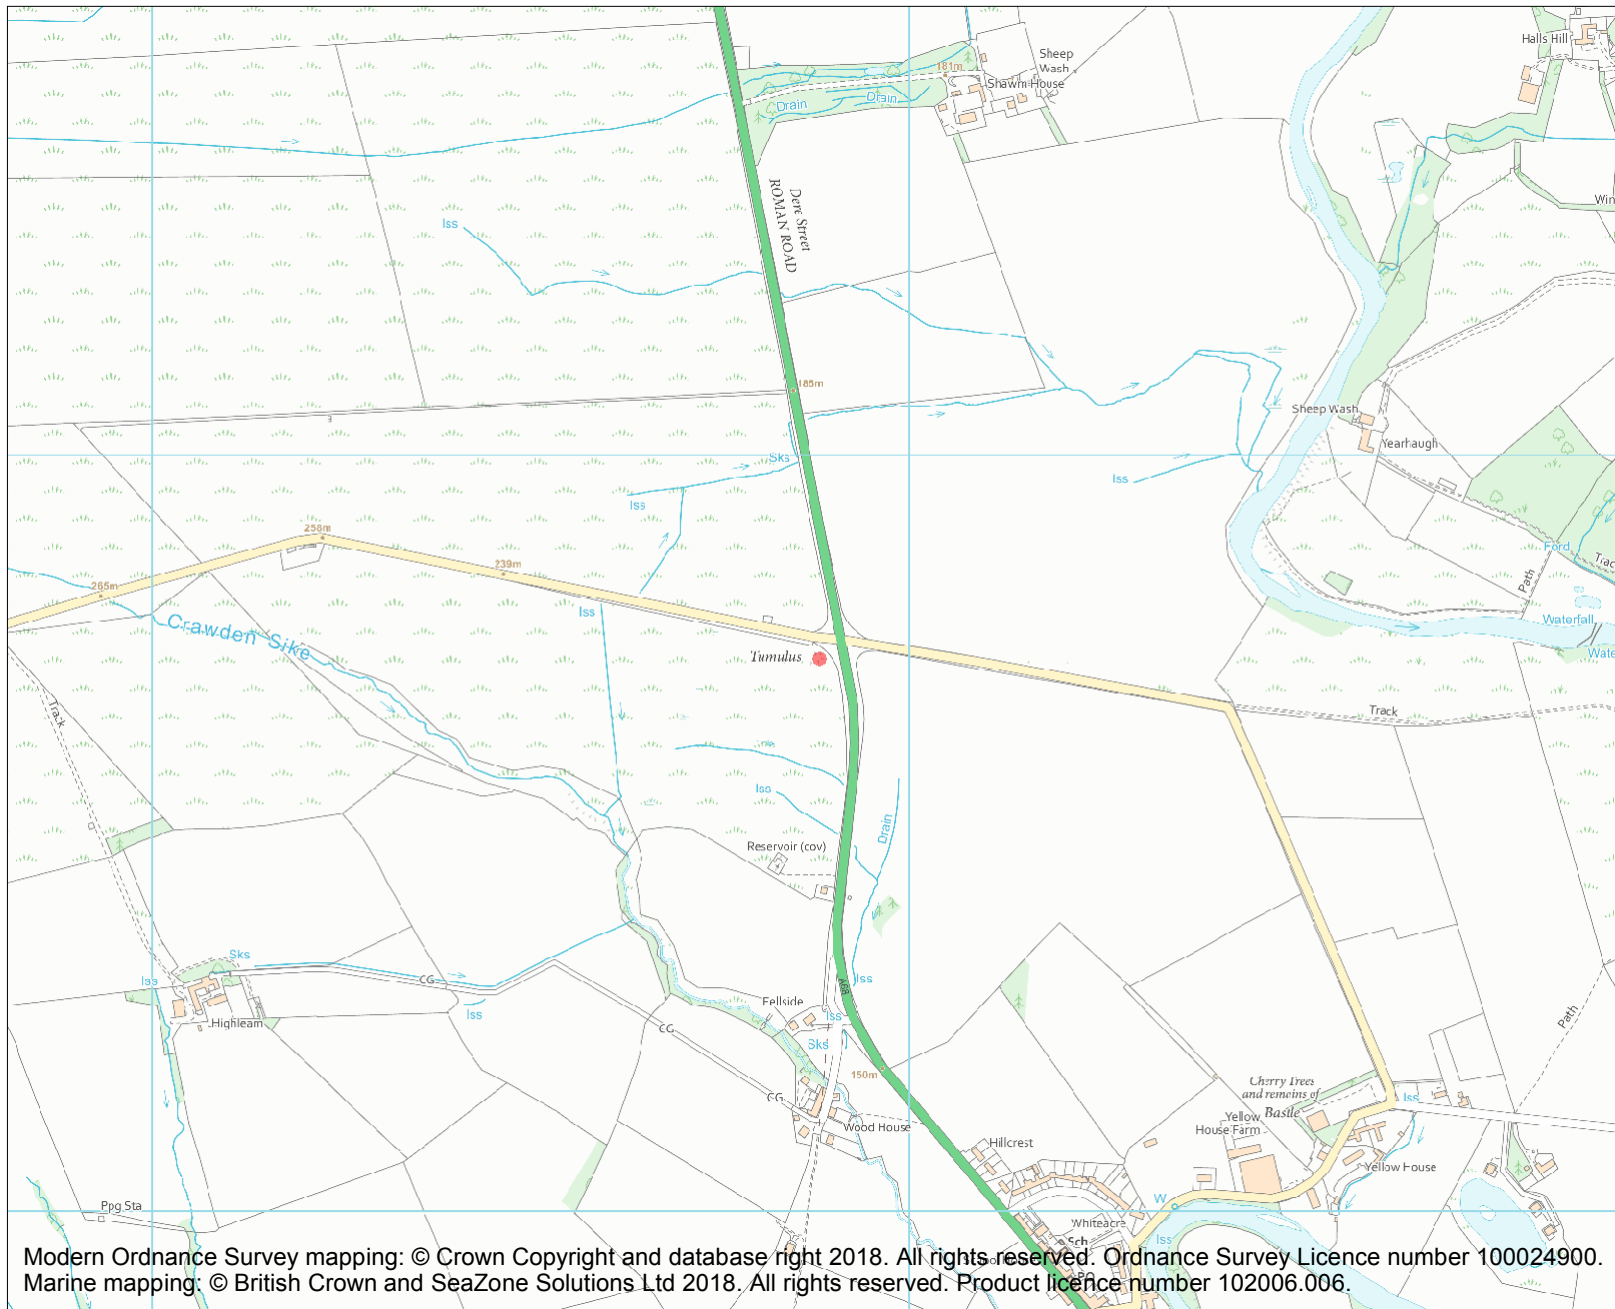 Halls Hill
Sheep
Wash
181m
Shawm House
Drain
Drain
Dere Street
ROMAN ROAD
Iss
185m
Sheep Wash
Yearhaugh
Sks
Iss
Iss
258m
239m
265m
Ford
Path
Waterfall
Iss
Crawden Sike
Tumulus
Track
Track
Iss
Drain
Reservoir (cov)
Sks
Iss
CG
Iss
Highleam
Iss
A68
Fellside
Iss
CG
Sks
Path
150m
CG
Cherry Trees
and remains of
Bastle
Iss
Yellow
House Farm
Wood House
Hillcrest
Yellow House
Ppg Sta
W
Whiteacre
Iss
Sch
Modern Ordnance Survey mapping: © Crown Copyright and database right 2018. All rights reserved. Ordnance Survey Licence number 100024900.
Marine mapping: © British Crown and SeaZone Solutions Ltd 2018. All rights reserved. Product licence number 102006.006.